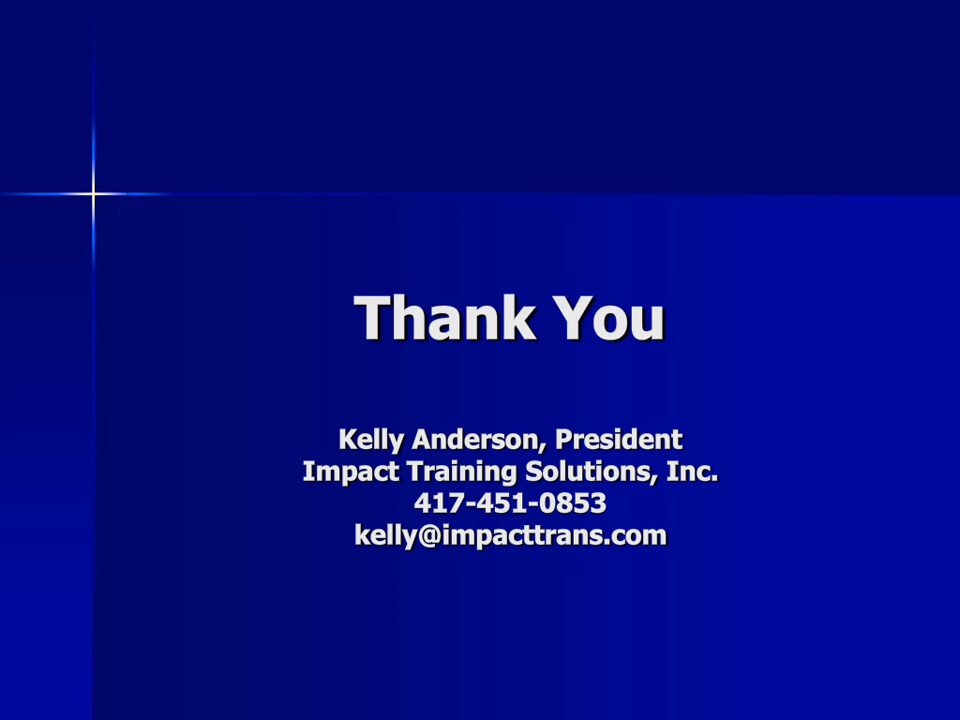 Thank You
Kelly Anderson, President
Impact Training Solutions, Inc.
417-451-0853
kelly@impacttrans.com